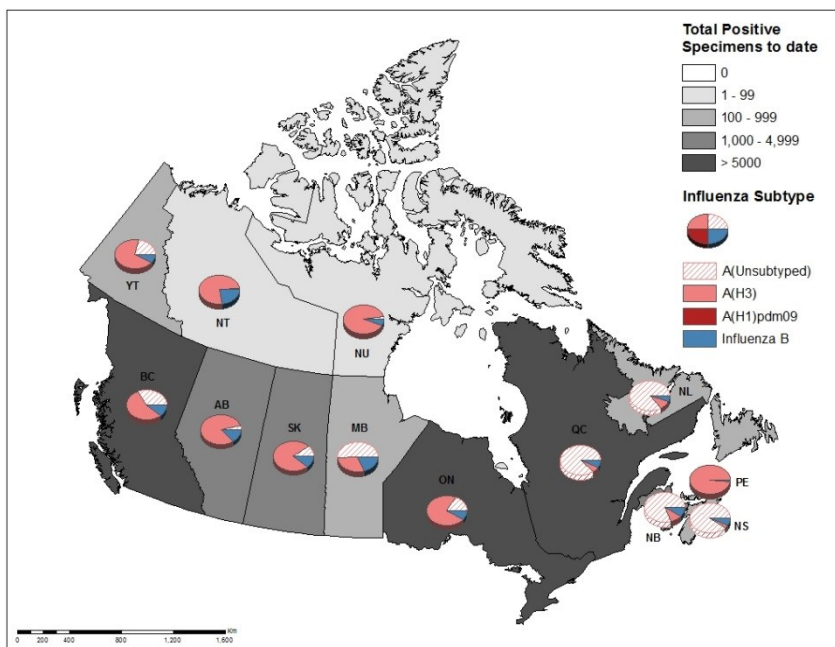 Total Positive
Specimens to date
0
1 - 99
100 - 999
1,000 - 4,999
> 5000
Influenza Subtype
A(Unsubtyped)
A(H3)
A(H1)pdm09
Influenza B
YT
NT
NU
BC
AB
SK
MB
ON
QC
NL
PE
NB
NS
Km
0 200 400 800 1,200 1,600